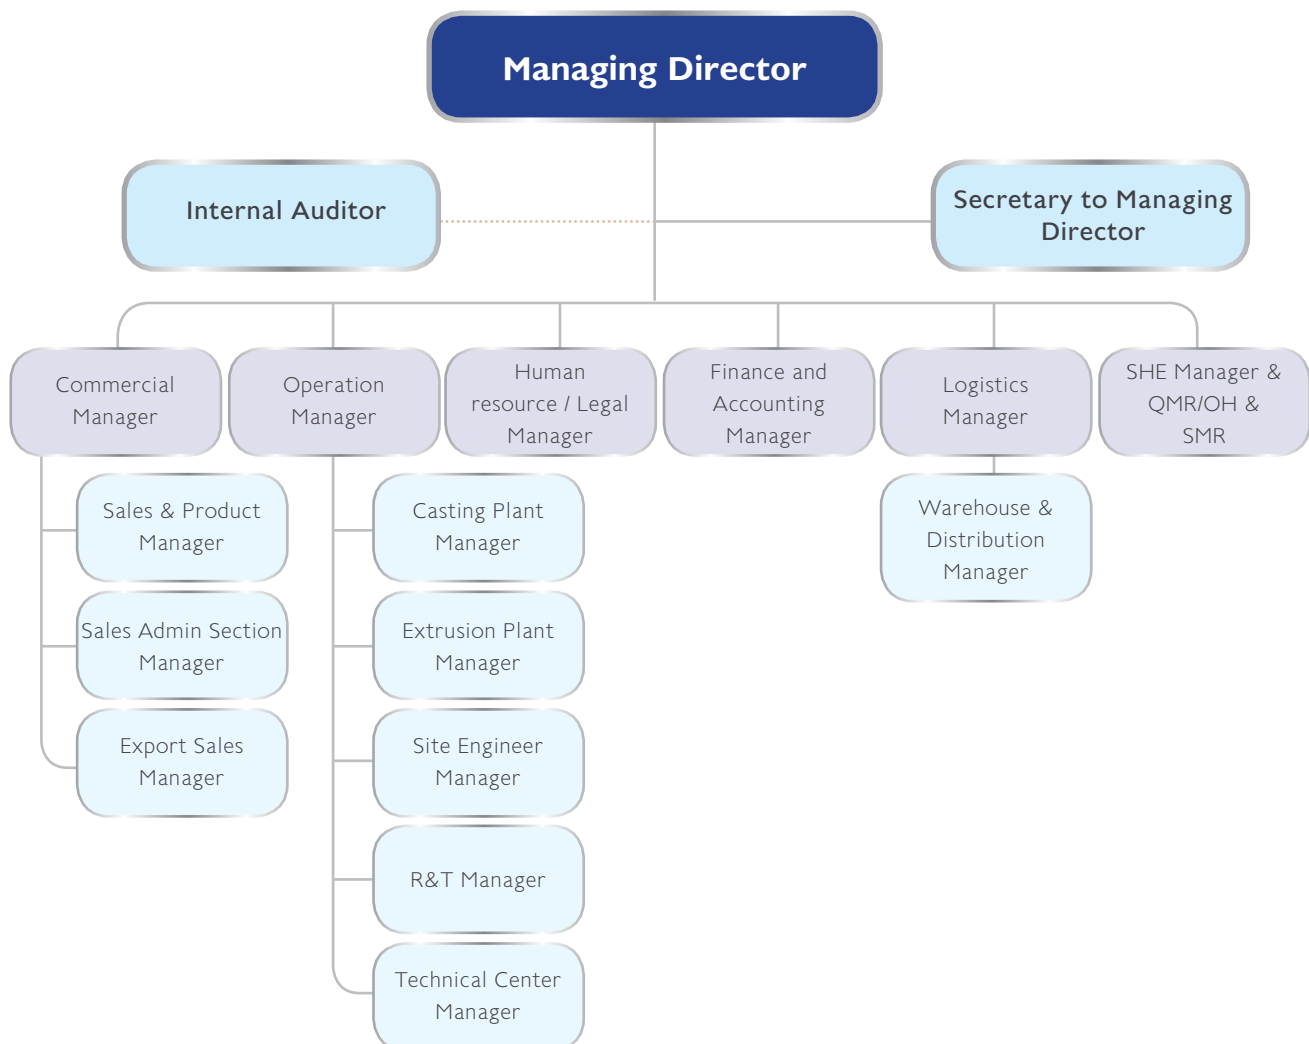 Managing Director
Internal Auditor
Secretary to Managing
Director
Commercial
Manager
Operation
Manager
Human
resource / Legal
Manager
Finance and
Accounting
Manager
Logistics
Manager
SHE Manager &
QMR/OH &
SMR
Sales & Product
Manager
Sales Admin Section
Manager
Export Sales
Manager
Casting Plant
Manager
Extrusion Plant
Manager
Site Engineer
Manager
R&T Manager
Technical Center
Manager
Warehouse &
Distribution
Manager